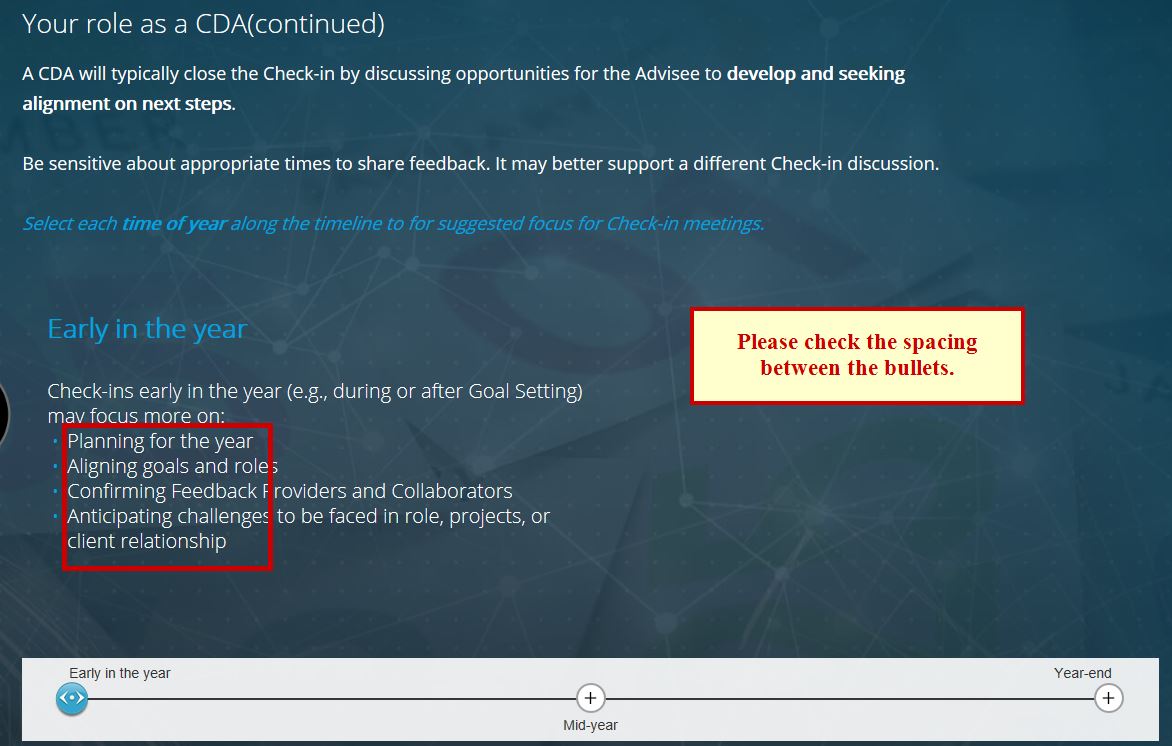 Your role as a CDA(continued)
A CDA will typically close the Check-in by discussing opportunities for the Advisee to develop and seeking
alignment on next steps.
Be sensitive about appropriate times to share feedback. It may better support a different Check-in discussion.
Select each time of year along the timeline to for suggested focus for Check-in meetings.
Early in the year
Please check the spacing
between the bullets.
Check-ins early in the year (e.g., during or after Goal Setting)
may focus more on:
· Planning for the year
· Aligning goals and roles
· Confirming Feedback Providers and Collaborators
· Anticipating challenges to be faced in role, projects, or
client relationship
Early in the year
Mid-year
Year-end